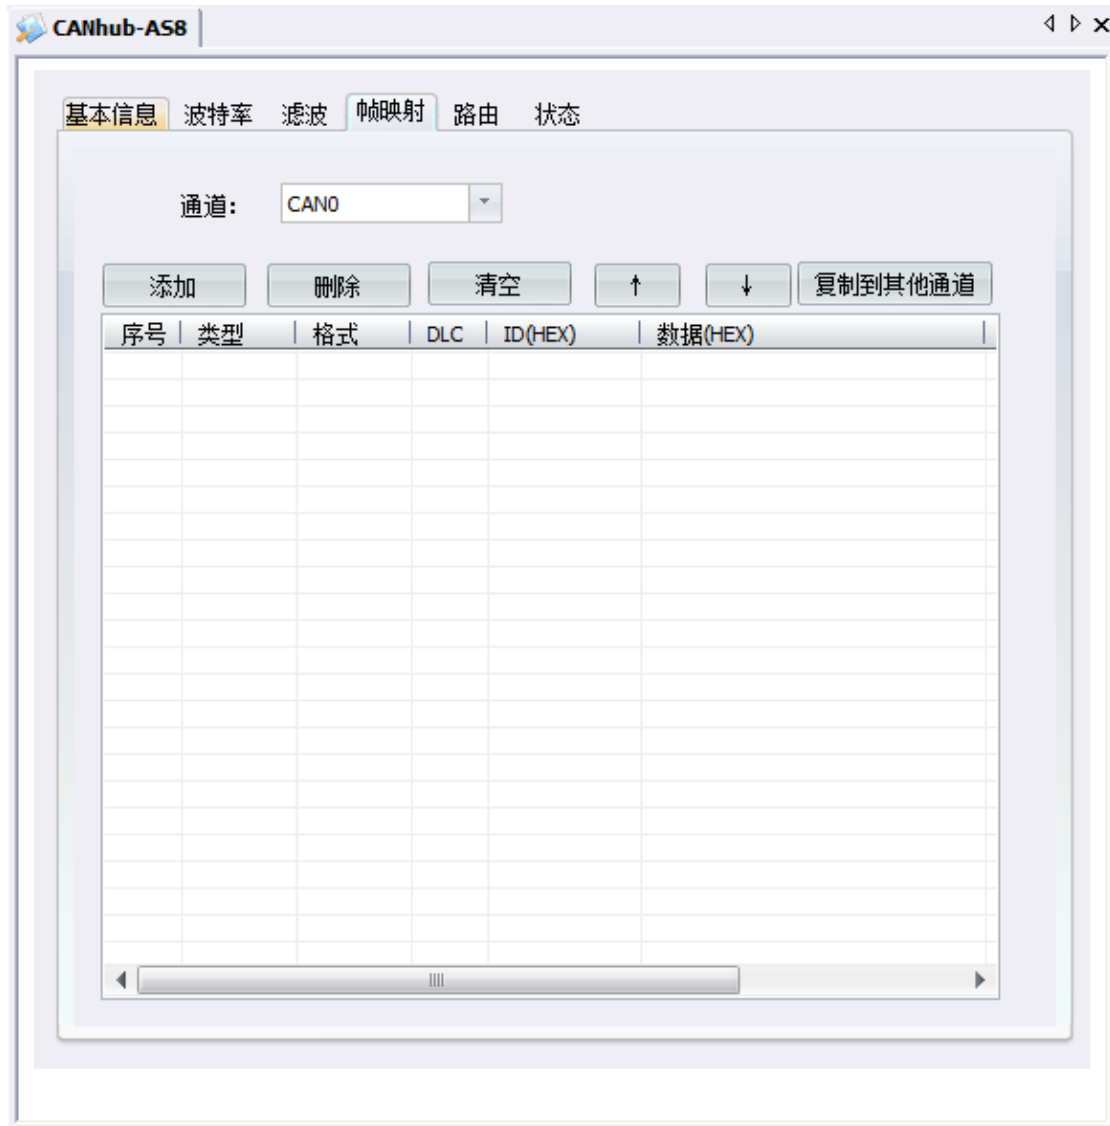 CANhub-AS8
基本信息 波特率 滤波 帧映射 路由 状态
通道: CAN0
添加 删除 清空 ↑ ↓ 复制到其他通道
序号 类型 格式 DLC ID(HEX) 数据(HEX)